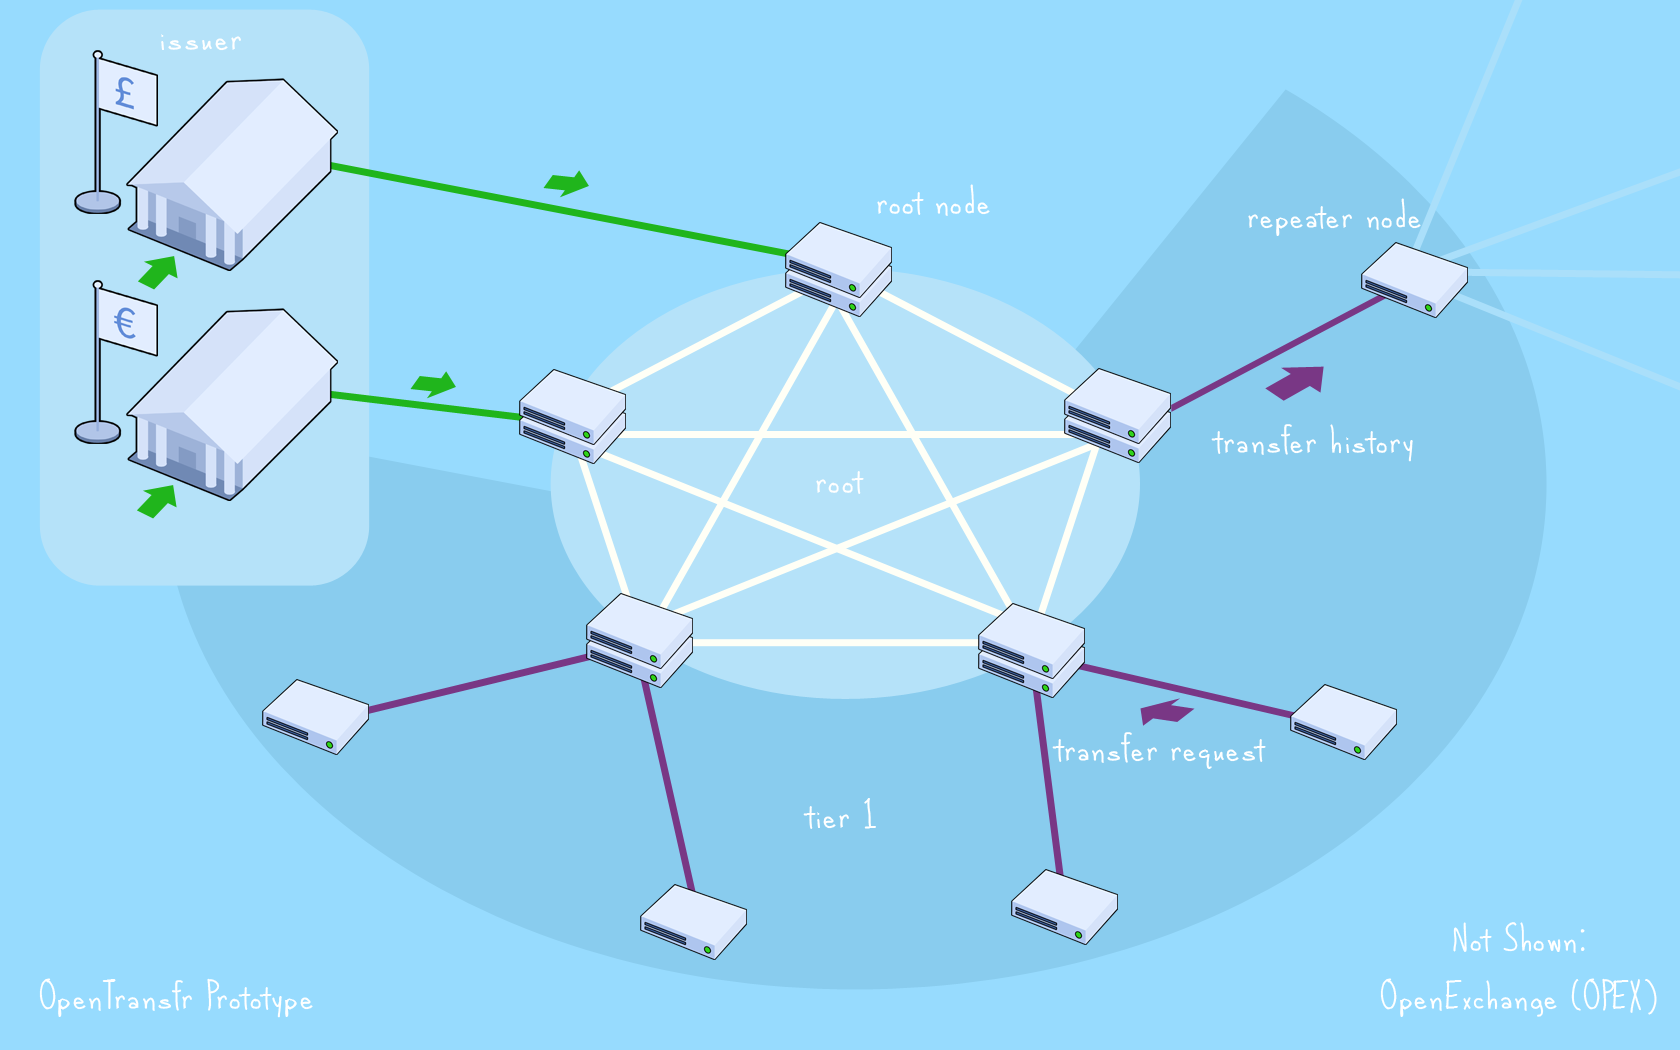 issuer
£
€
root node
repeater node
transfer history
root
transfer request
tier 1
Not Shown:
OpenExchange (OPEX)
OpenTransfr Prototype